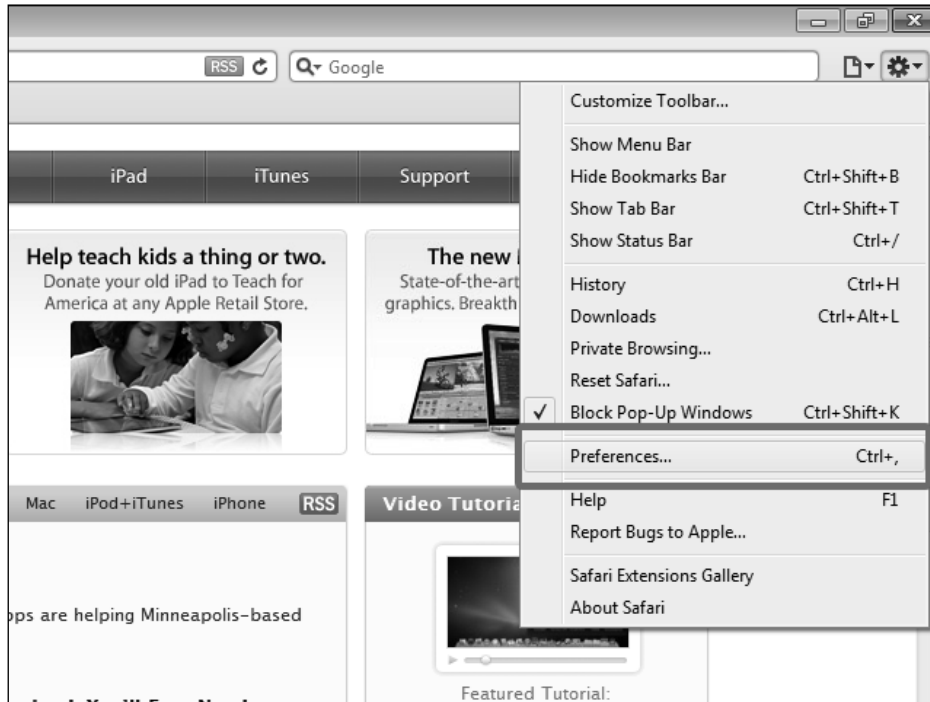 RSS
Google
Customize Toolbar...
Show Menu Bar
Hide Bookmarks Bar Ctrl+Shift+B
Show Tab Bar Ctrl+Shift+T
Show Status Bar Ctrl+/
History Ctrl+H
Downloads Ctrl+Alt+L
Private Browsing...
Reset Safari...
✓ Block Pop-Up Windows Ctrl+Shift+K
Preferences... Ctrl+,
Help F1
Report Bugs to Apple...
Safari Extensions Gallery
About Safari
iPad iTunes Support
Help teach kids a thing or two.
Donate your old iPad to Teach for
America at any Apple Retail Store.
The new
State-of-the-art
graphics. Breakth
Mac iPod+iTunes iPhone RSS
ops are helping Minneapolis-based
Video Tutoria
Featured Tutorial: